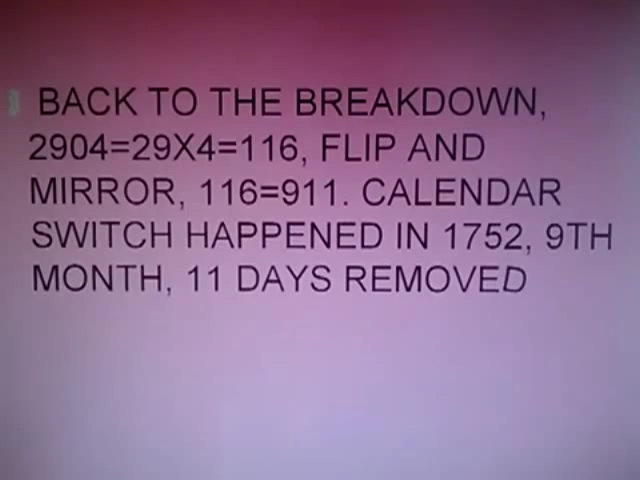 BACK TO THE BREAKDOWN,
2904=29X4=116, FLIP AND
MIRROR, 116=911. CALENDAR
SWITCH HAPPENED IN 1752, 9TH
MONTH, 11 DAYS REMOVED